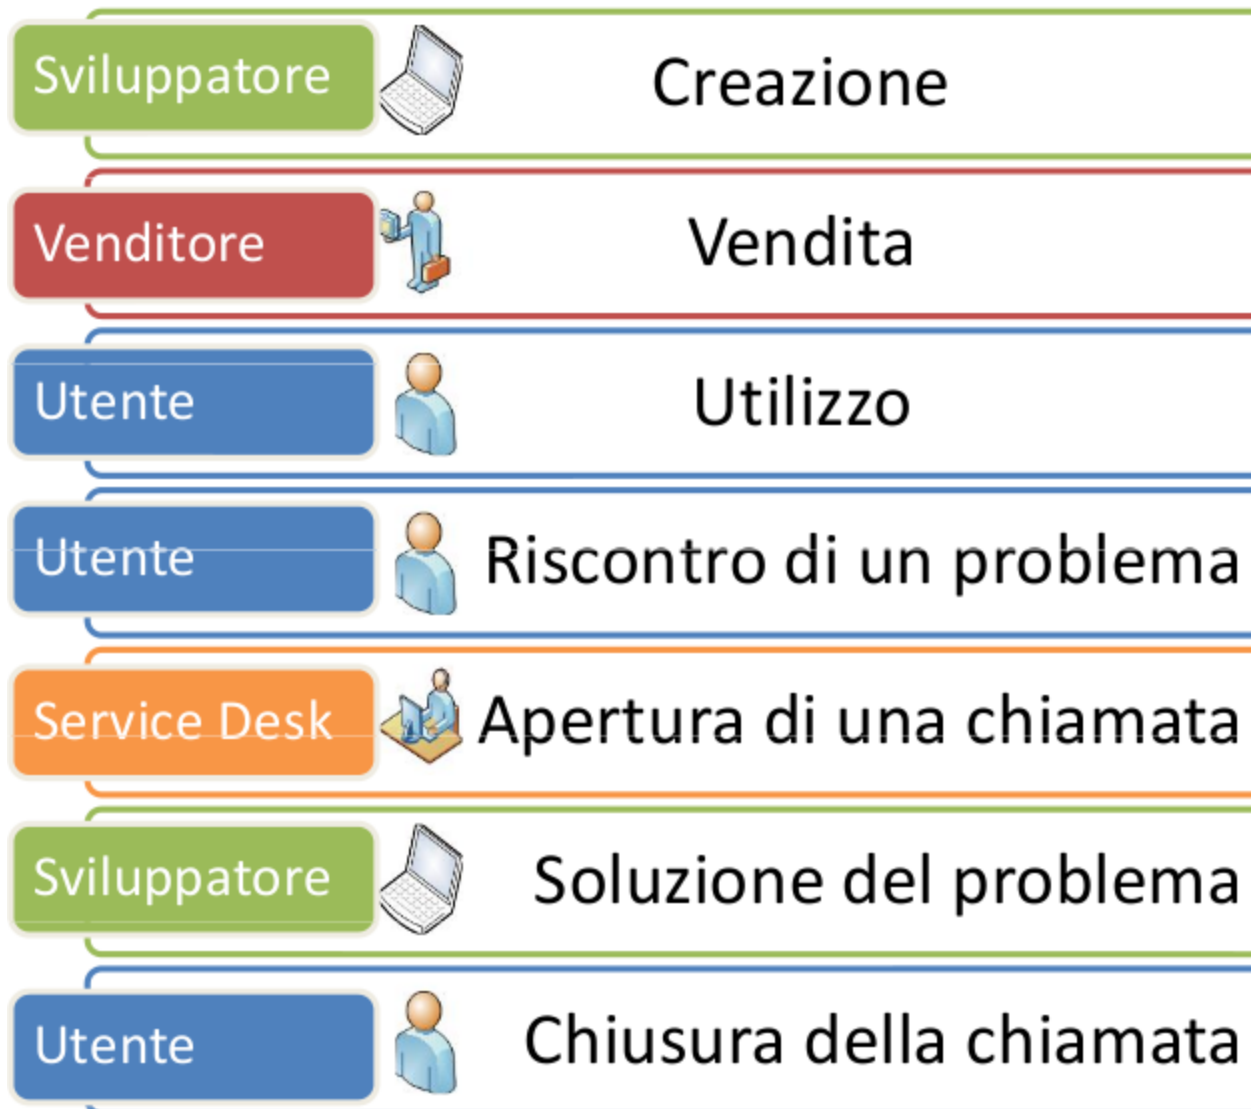 Sviluppatore Creazione
Venditore Vendita
Utente Utilizzo
Utente Riscontro di un problema
Service Desk Apertura di una chiamata
Sviluppatore Soluzione del problema
Utente Chiusura della chiamata